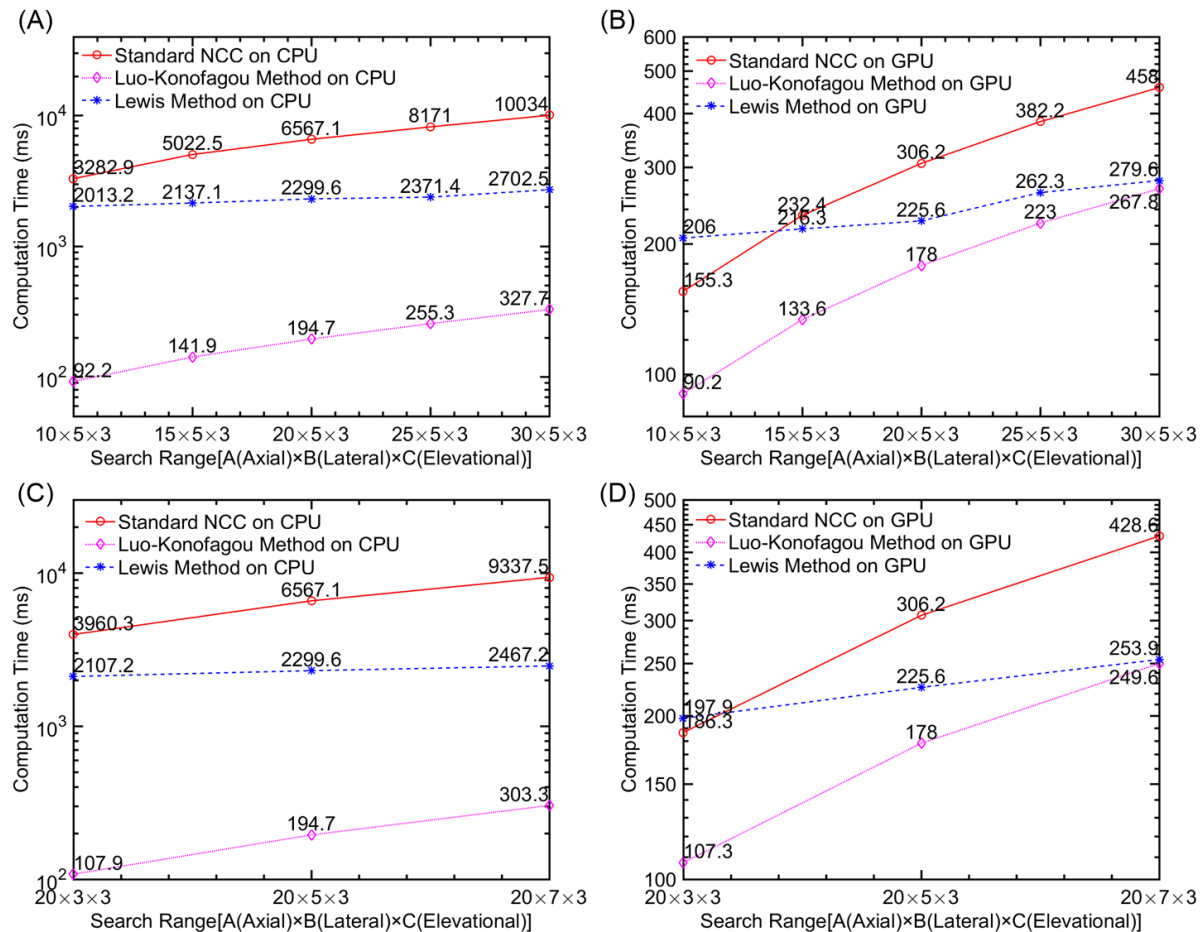 (A)
Standard NCC on CPU
Luo-Konofagou Method on CPU
Lewis Method on CPU
10^4
10^3
10^2
Computation Time (ms)
3282.9
5022.5
6567.1
8171
10034
2013.2
2137.1
2299.6
2371.4
2702.5
92.2
141.9
194.7
255.3
327.7
10×5×3 15×5×3 20×5×3 25×5×3 30×5×3
Search Range[A(Axial)×B(Lateral)×C(Elevational)]
(B)
Standard NCC on GPU
Luo-Konofagou Method on GPU
Lewis Method on GPU
600
500
400
300
200
100
Computation Time (ms)
155.3
232.4
306.2
382.2
458
206
216.3
225.6
262.3
279.6
90.2
133.6
178
223
267.8
10×5×3 15×5×3 20×5×3 25×5×3 30×5×3
Search Range[A(Axial)×B(Lateral)×C(Elevational)]
(C)
Standard NCC on CPU
Luo-Konofagou Method on CPU
Lewis Method on CPU
10^4
10^3
10^2
Computation Time (ms)
3960.3
6567.1
9337.5
2107.2
2299.6
2467.2
107.9
194.7
303.3
20×3×3 20×5×3 20×7×3
Search Range[A(Axial)×B(Lateral)×C(Elevational)]
(D)
Standard NCC on GPU
Luo-Konofagou Method on GPU
Lewis Method on GPU
500
450
400
350
300
250
200
150
100
Computation Time (ms)
186.3
306.2
428.6
197.9
225.6
253.9
107.3
178
249.6
20×3×3 20×5×3 20×7×3
Search Range[A(Axial)×B(Lateral)×C(Elevational)]